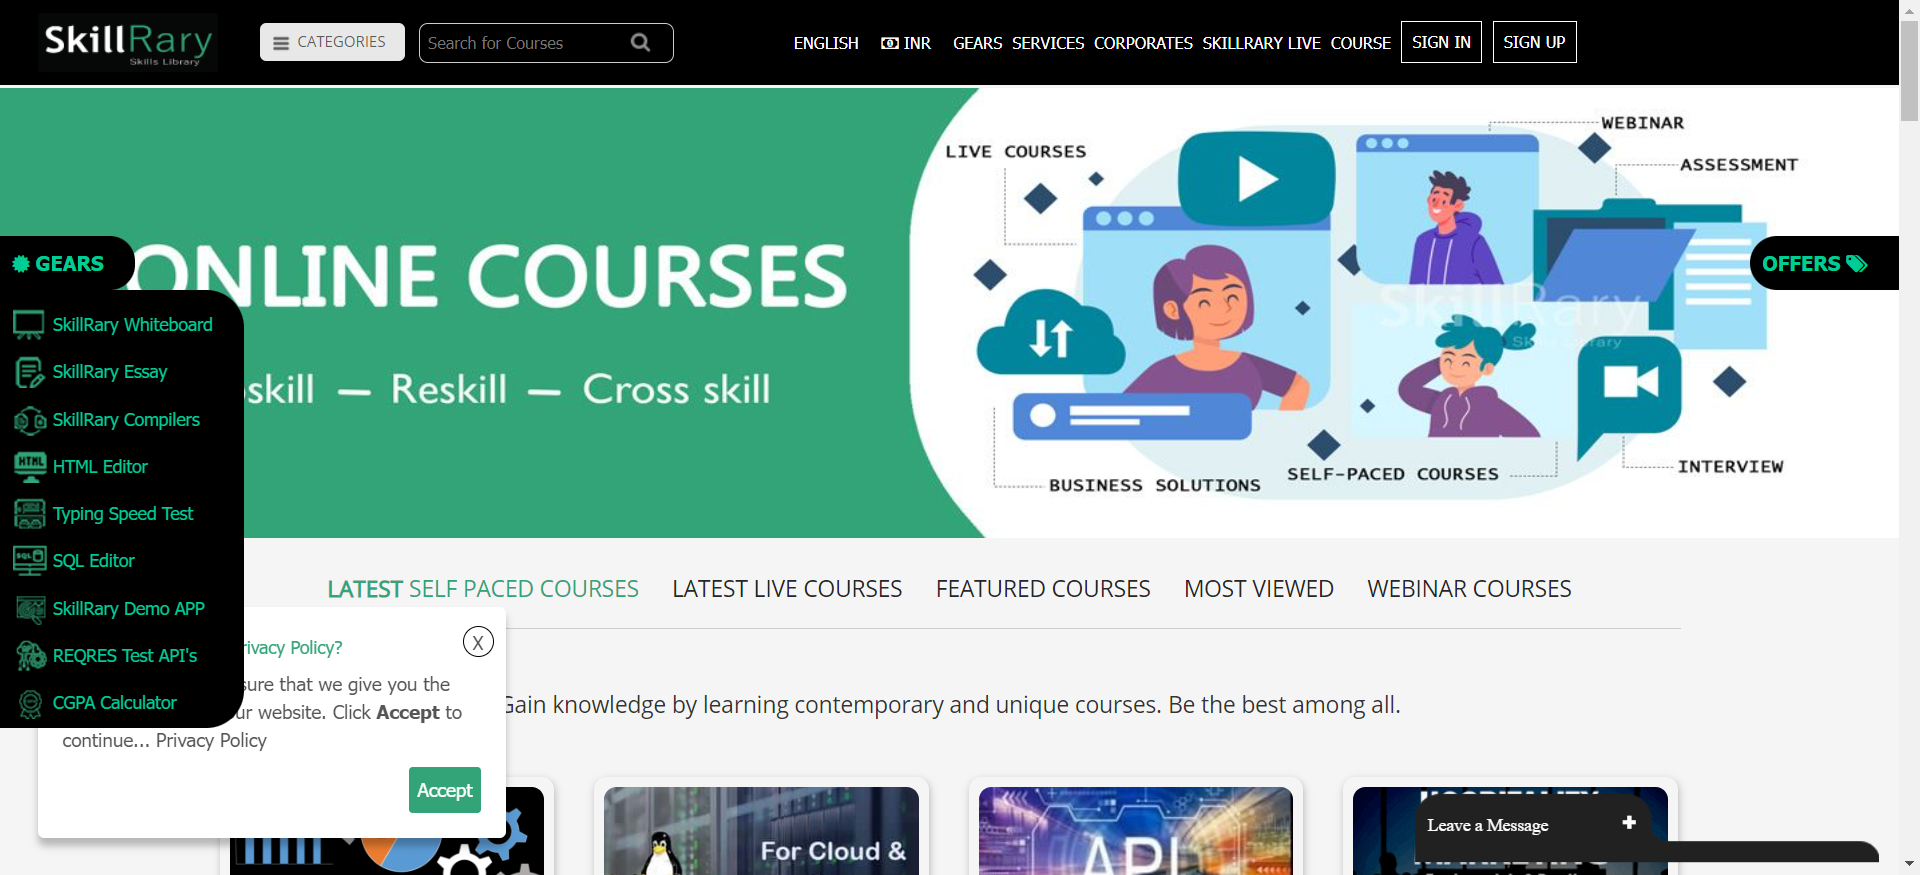 SkillRary
Skills Library
CATEGORIES
Search for Courses
ENGLISH
INR
GEARS
SERVICES
CORPORATES
SKILLRARY LIVE
COURSE
SIGN IN
SIGN UP
ONLINE COURSES
skill — Reskill — Cross skill
LIVE COURSES
WEBINAR
ASSESSMENT
SkillRary
Skills Library
BUSINESS SOLUTIONS
SELF-PACED COURSES
INTERVIEW
GEARS
SkillRary Whiteboard
SkillRary Essay
SkillRary Compilers
HTML Editor
Typing Speed Test
SQL Editor
SkillRary Demo APP
REQRES Test API's
CGPA Calculator
OFFERS
LATEST SELF PACED COURSES
LATEST LIVE COURSES
FEATURED COURSES
MOST VIEWED
WEBINAR COURSES
Gain knowledge by learning contemporary and unique courses. Be the best among all.
rivacy Policy?
X
sure that we give you the
ur website. Click Accept to
continue... Privacy Policy
Accept
For Cloud &
API
Leave a Message